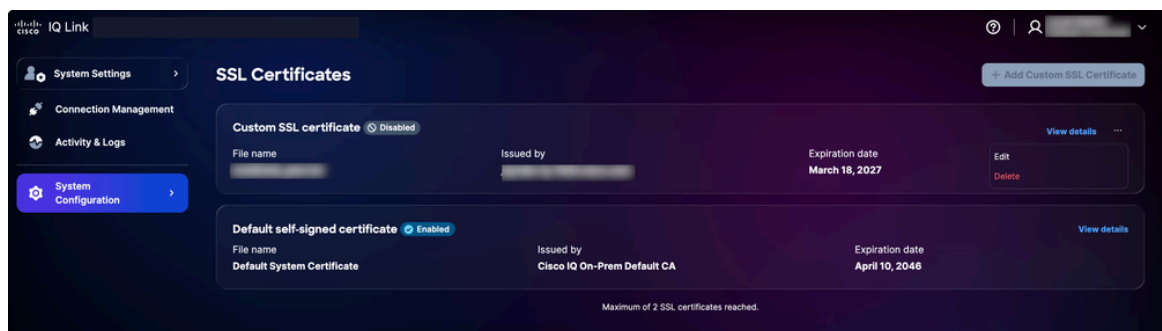 cisco IQ Link
System Settings
Connection Management
Activity & Logs
System
Configuration
SSL Certificates
+ Add Custom SSL Certificate
Custom SSL certificate Disabled
View details ...
File name Issued by Expiration date
March 18, 2027
Edit
Delete
Default self-signed certificate Enabled
View details
File name Issued by Expiration date
Default System Certificate Cisco IQ On-Prem Default CA April 10, 2046
Maximum of 2 SSL certificates reached.